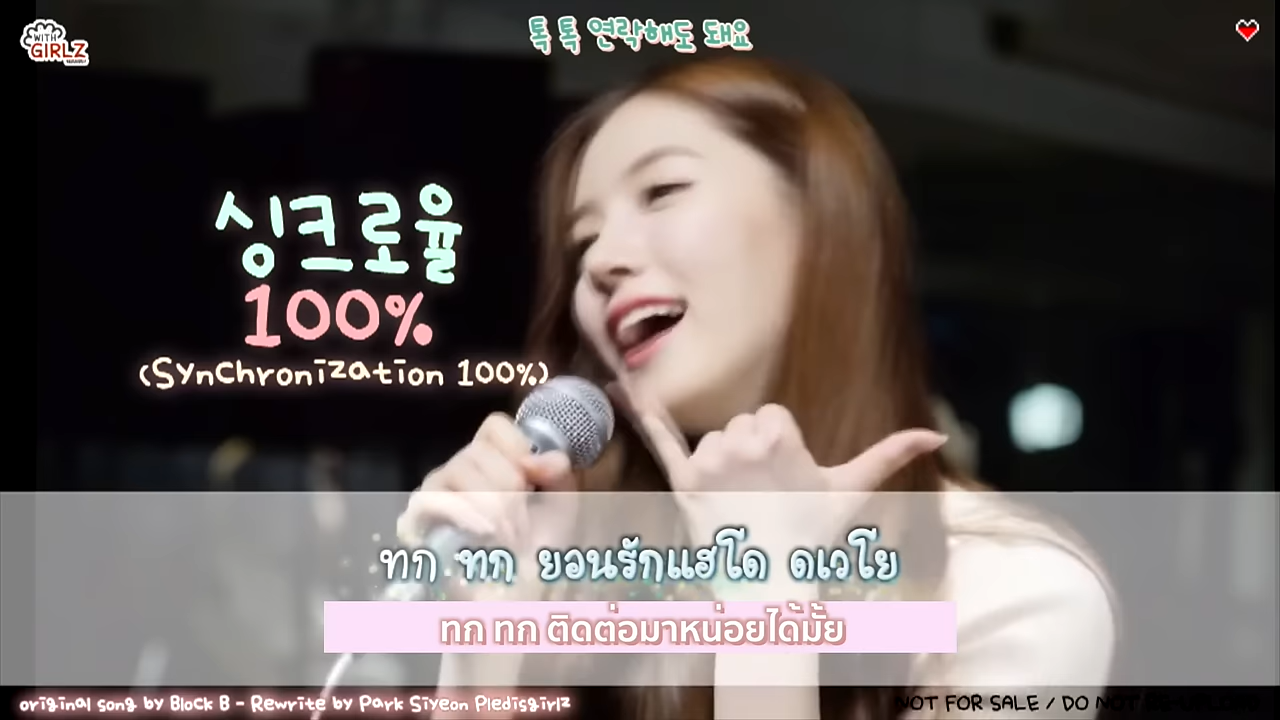 WITH
GIRLZ
톡 톡 연락해도 돼요
싱크로율
100%
(Synchronization 100%)
ทก ทก ยอนรักแฮโด ดเวโย
ทก ทก ติดต่อมาหน่อยได้มั้ย
original song by Block B - Rewrite by Park Siyeon Pledisgirlz
NOT FOR SALE / DO NOT